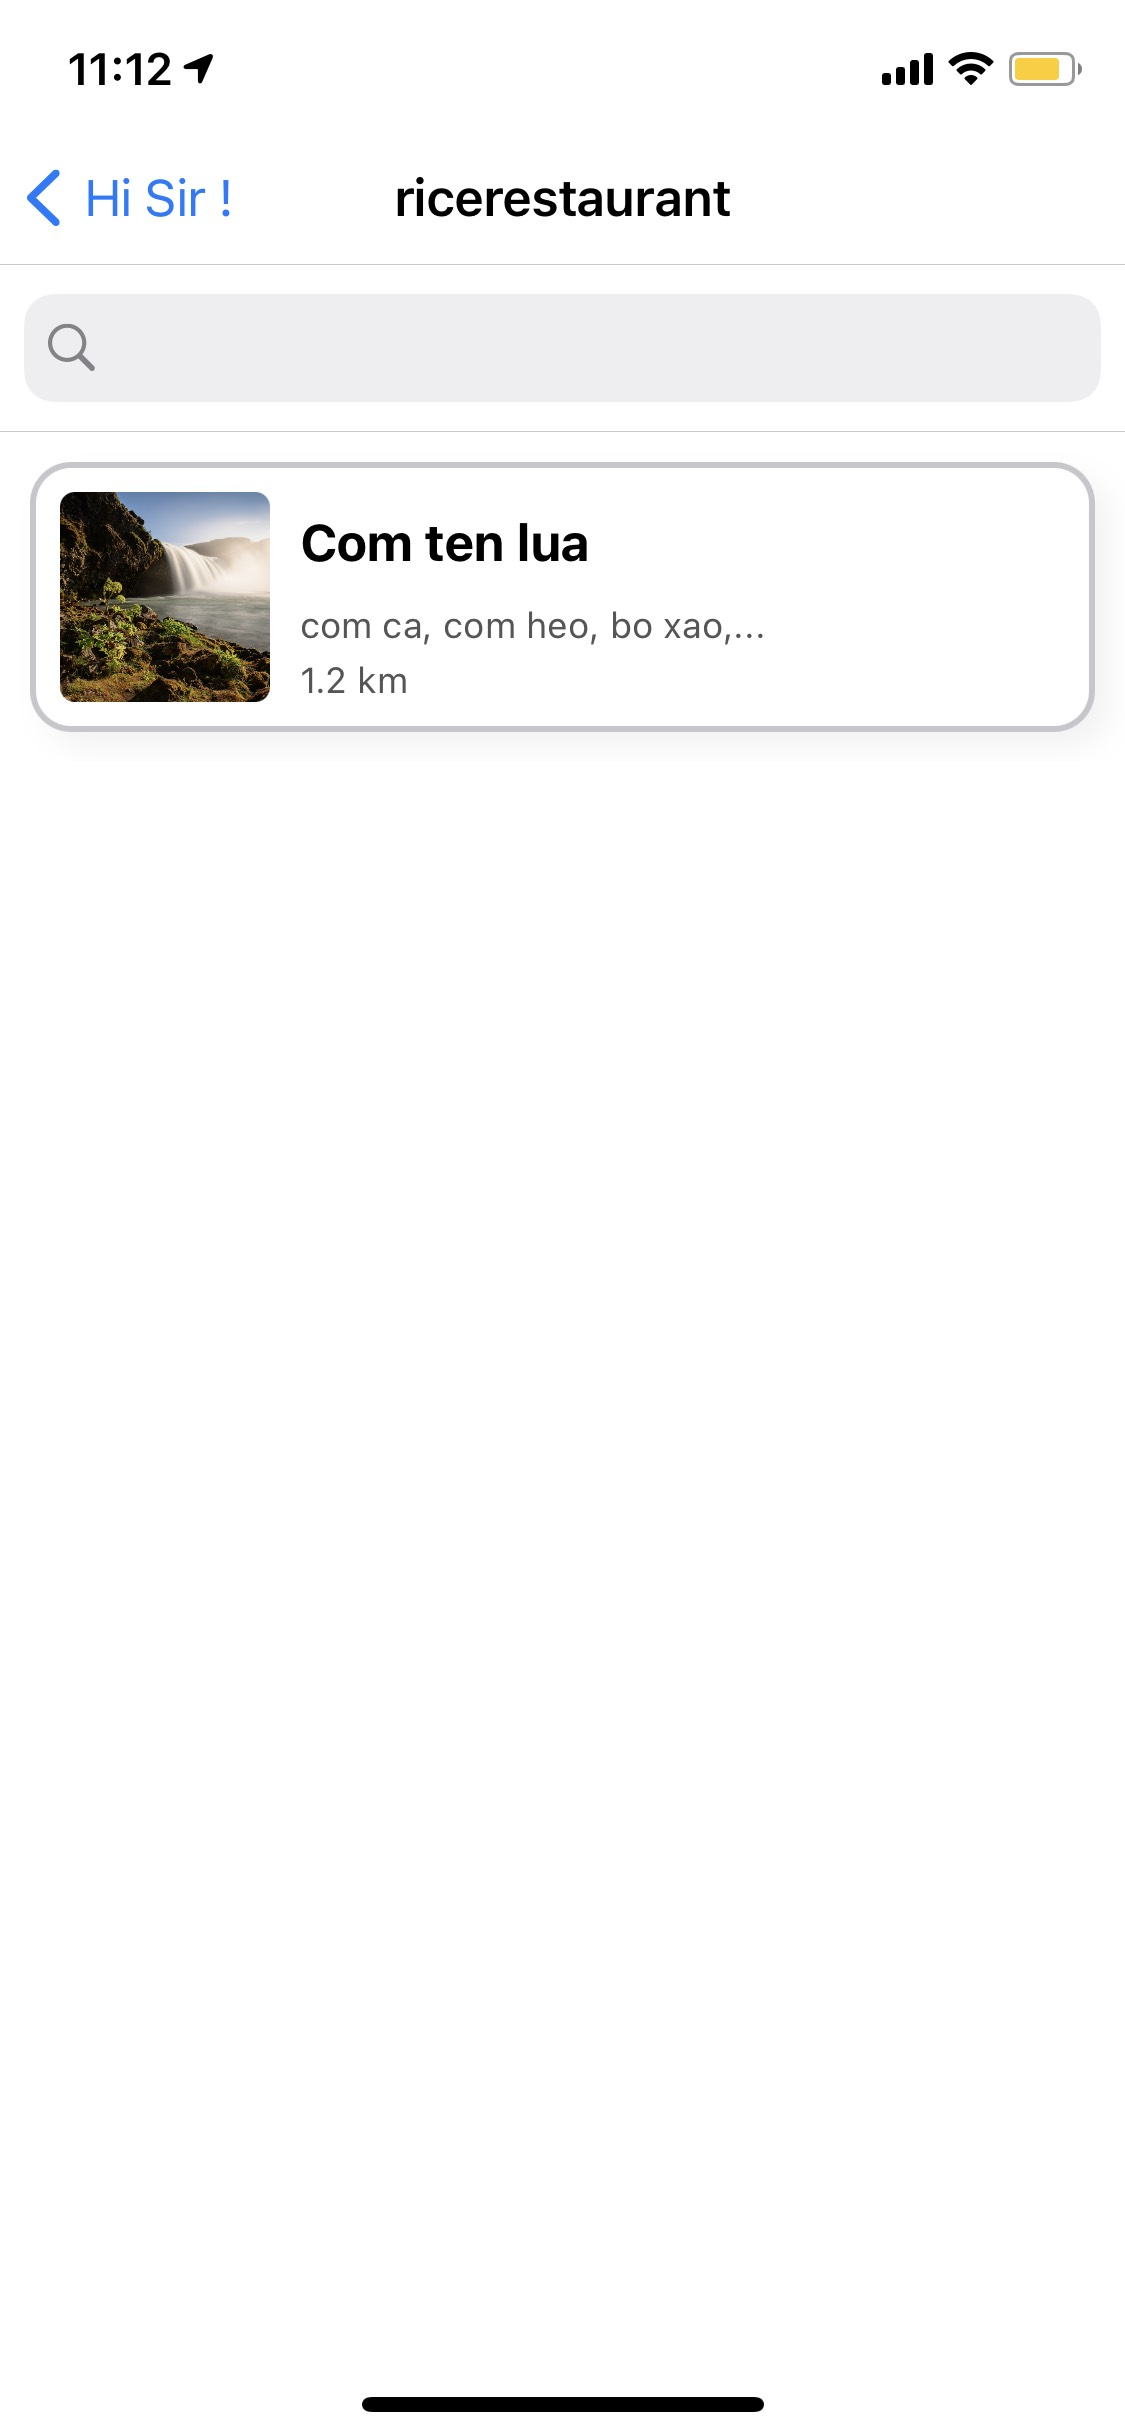 11:12
Hi Sir !
ricerestaurant
Com ten lua
com ca, com heo, bo xao,...
1.2 km